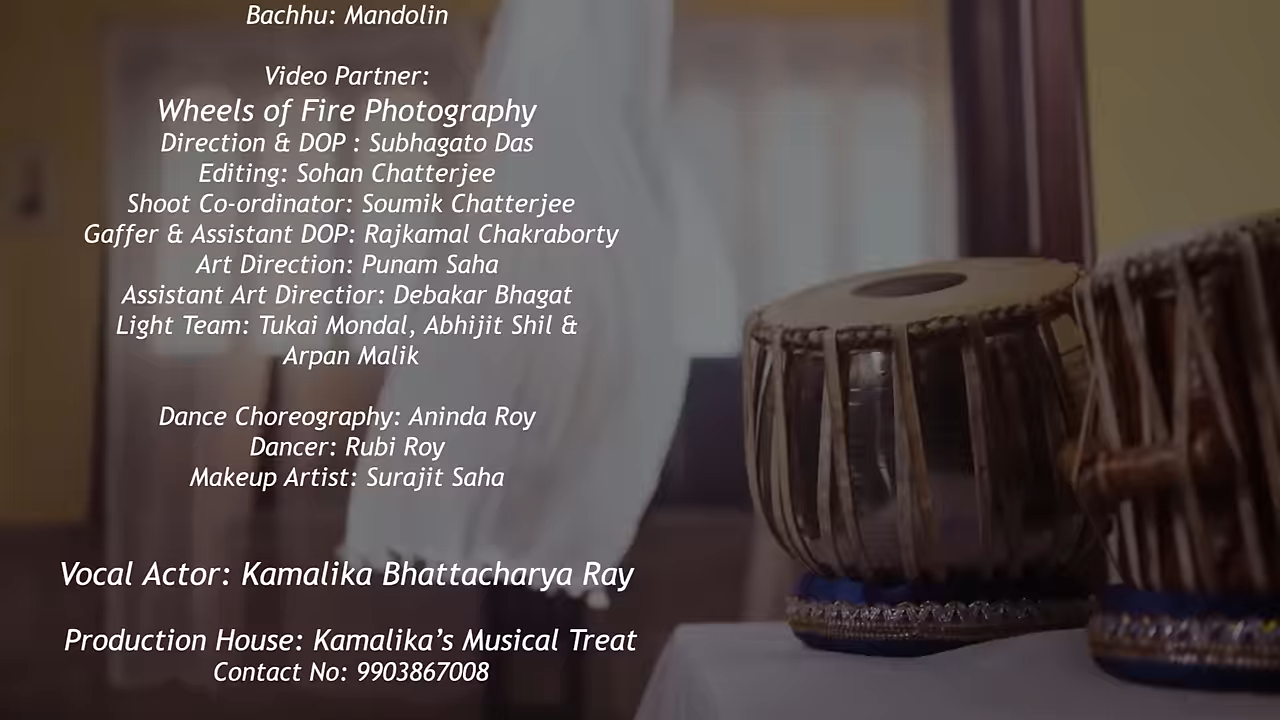 Bachhu: Mandolin
Video Partner:
Wheels of Fire Photography
Direction & DOP : Subhagato Das
Editing: Sohan Chatterjee
Shoot Co-ordinator: Soumik Chatterjee
Gaffer & Assistant DOP: Rajkamal Chakraborty
Art Direction: Punam Saha
Assistant Art Directior: Debakar Bhagat
Light Team: Tukai Mondal, Abhijit Shil &
Arpan Malik
Dance Choreography: Aninda Roy
Dancer: Rubi Roy
Makeup Artist: Surajit Saha
Vocal Actor: Kamalika Bhattacharya Ray
Production House: Kamalika’s Musical Treat
Contact No: 9903867008